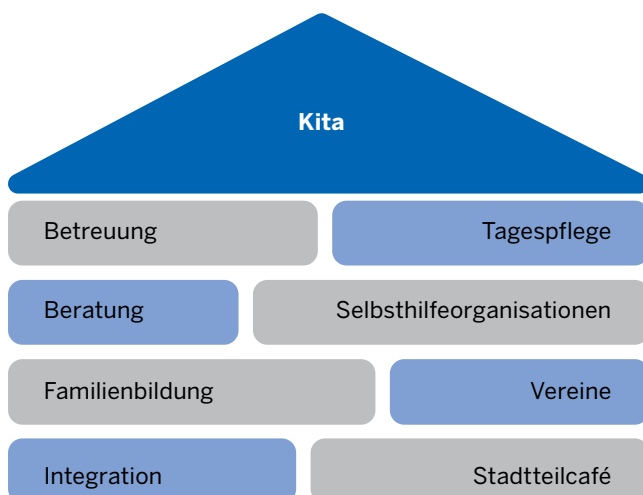 Kita
Betreuung
Tagespflege
Beratung
Selbsthilfeorganisationen
Familienbildung
Vereine
Integration
Stadtteilcafé